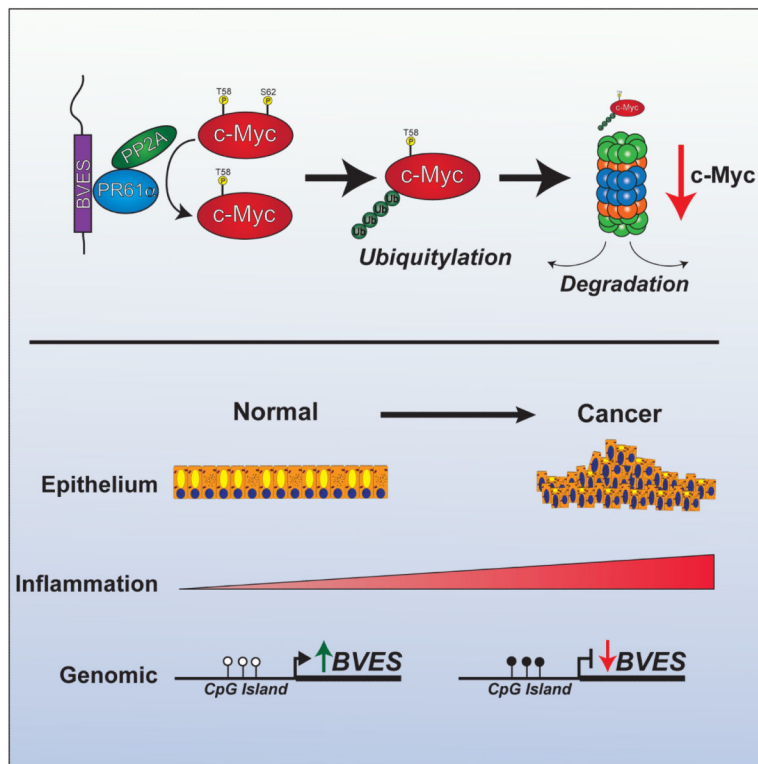 T58
S62
P
P
c-Myc
PP2A
BVES
PR61α
T58
P
c-Myc
T58
P
c-Myc
Ub
Ub
Ub
Ub
Ubiquitylation
c-Myc
c-Myc
Degradation
Normal
Cancer
Epithelium
Inflammation
Genomic
BVES
CpG Island
BVES
CpG Island